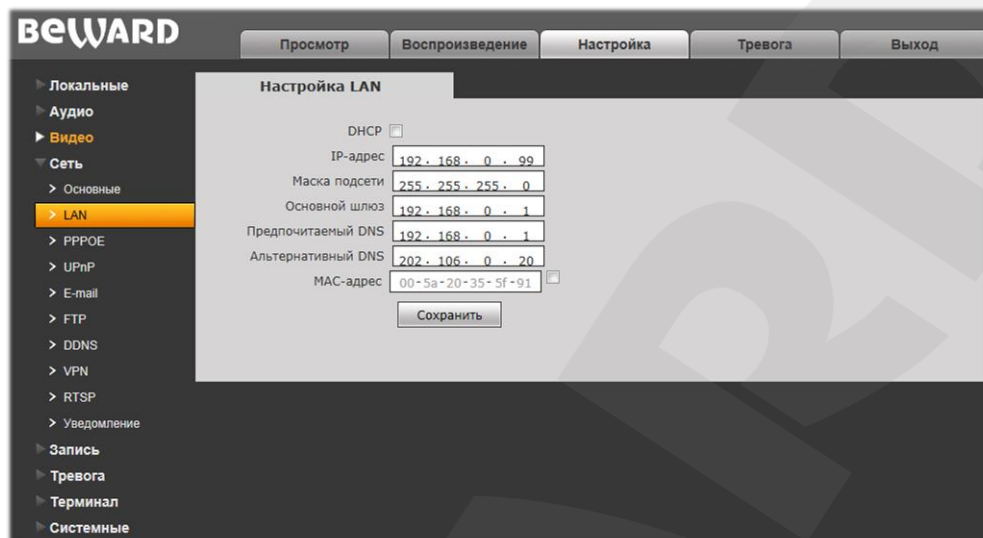 BEWARD
Просмотр Воспроизведение Настройка Тревога Выход
Локальные
Аудио
Видео
Сеть
> Основные
> LAN
> PPPOE
> UPnP
> E-mail
> FTP
> DDNS
> VPN
> RTSP
> Уведомление
Запись
Тревога
Терминал
Системные
Настройка LAN
DHCP
IP-адрес 192. 168. 0 . 99
Маска подсети 255. 255. 255. 0
Основной шлюз 192. 168. 0 . 1
Предпочитаемый DNS 192. 168. 0 . 1
Альтернативный DNS 202. 106. 0 . 20
MAC-адрес 00-5a-20-35-5f-91
Сохранить